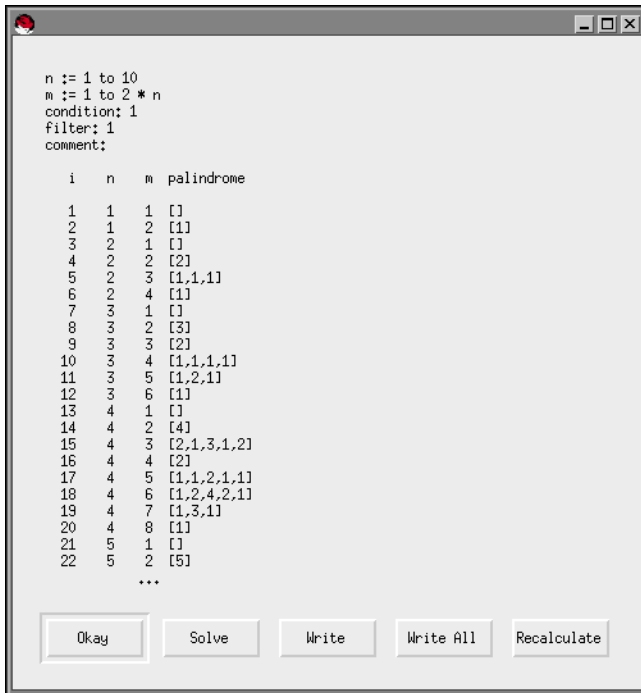 n := 1 to 10
m := 1 to 2 * n
condition: 1
filter: 1
comment:
i n m palindrome
1 1 1 []
2 1 2 [1]
3 2 1 []
4 2 2 [2]
5 2 3 [1,1,1]
6 2 4 [1]
7 3 1 []
8 3 2 [3]
9 3 3 [2]
10 3 4 [1,1,1,1]
11 3 5 [1,2,1]
12 3 6 [1]
13 4 1 []
14 4 2 [4]
15 4 3 [2,1,3,1,2]
16 4 4 [2]
17 4 5 [1,1,2,1,1]
18 4 6 [1,2,4,2,1]
19 4 7 [1,3,1]
20 4 8 [1]
21 5 1 []
22 5 2 [5]
...
Okay Solve Write Write All Recalculate